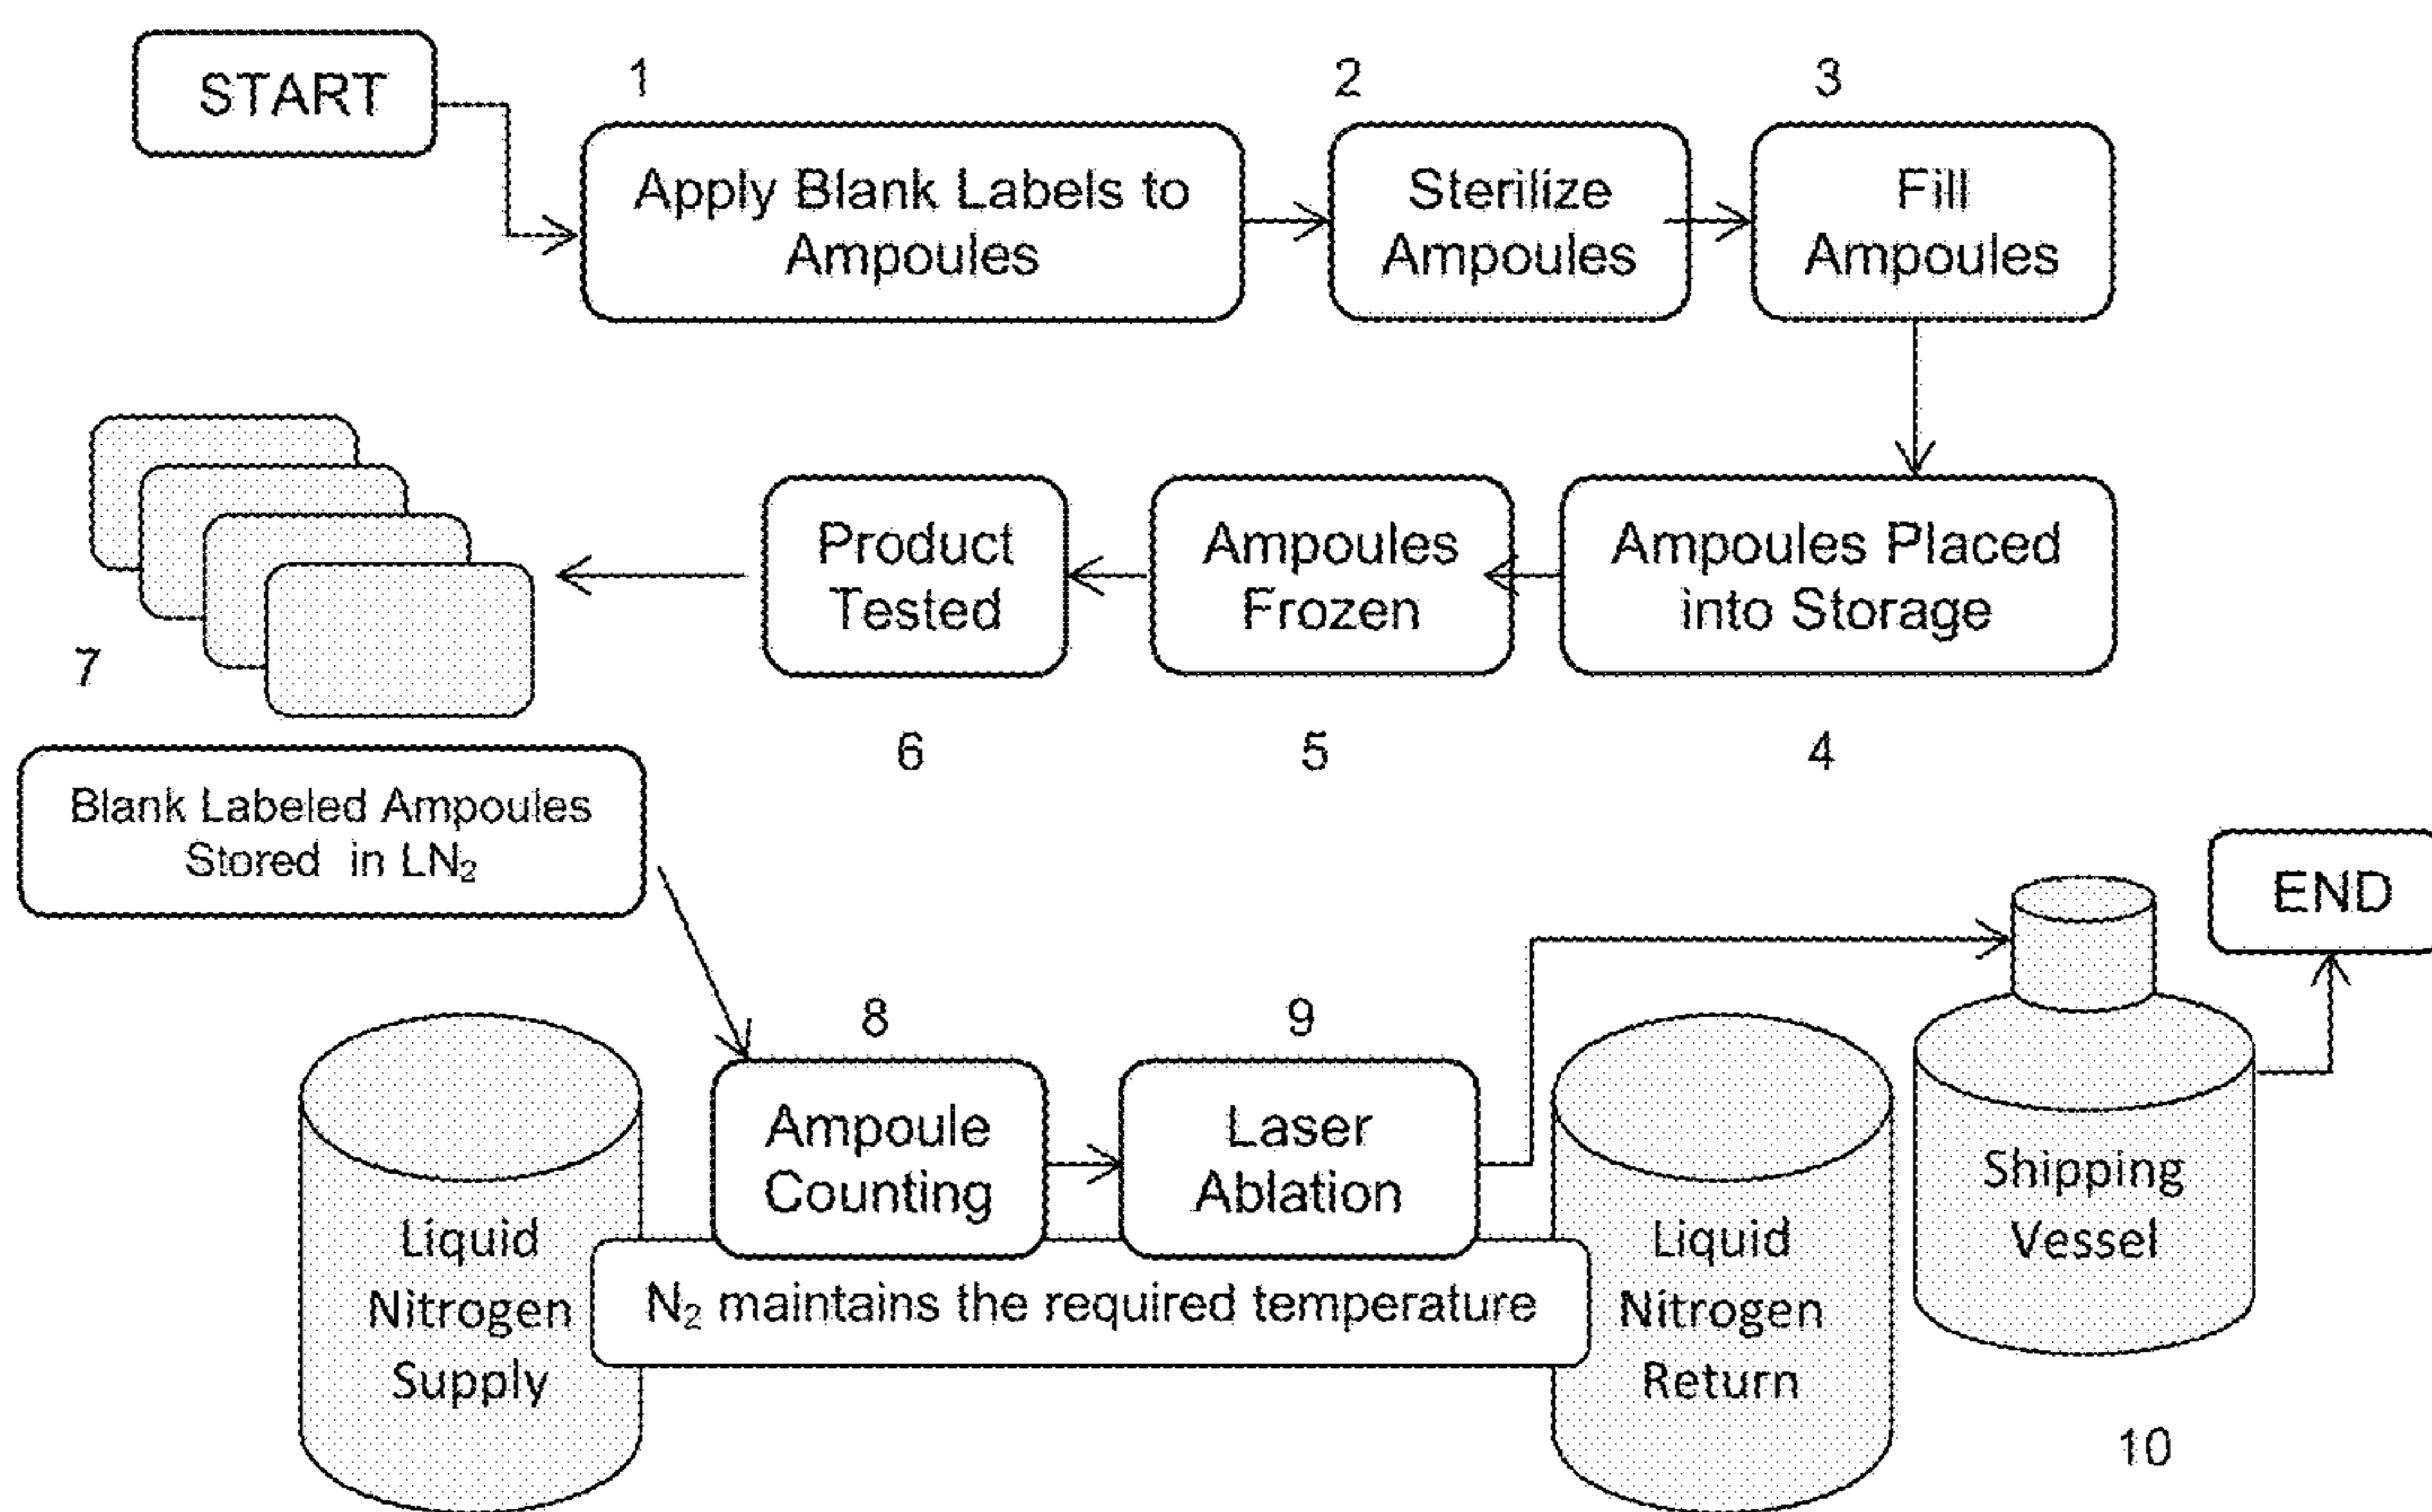 START
1
Apply Blank Labels to
Ampoules
2
Sterilize
Ampoules
3
Fill
Ampoules
Ampoules Placed
into Storage
4
Ampoules
Frozen
5
Product
Tested
6
7
Blank Labeled Ampoules
Stored in LN₂
8
Ampoule
Counting
9
Laser
Ablation
Liquid
Nitrogen
Supply
N₂ maintains the required temperature
Liquid
Nitrogen
Return
Shipping
Vessel
10
END